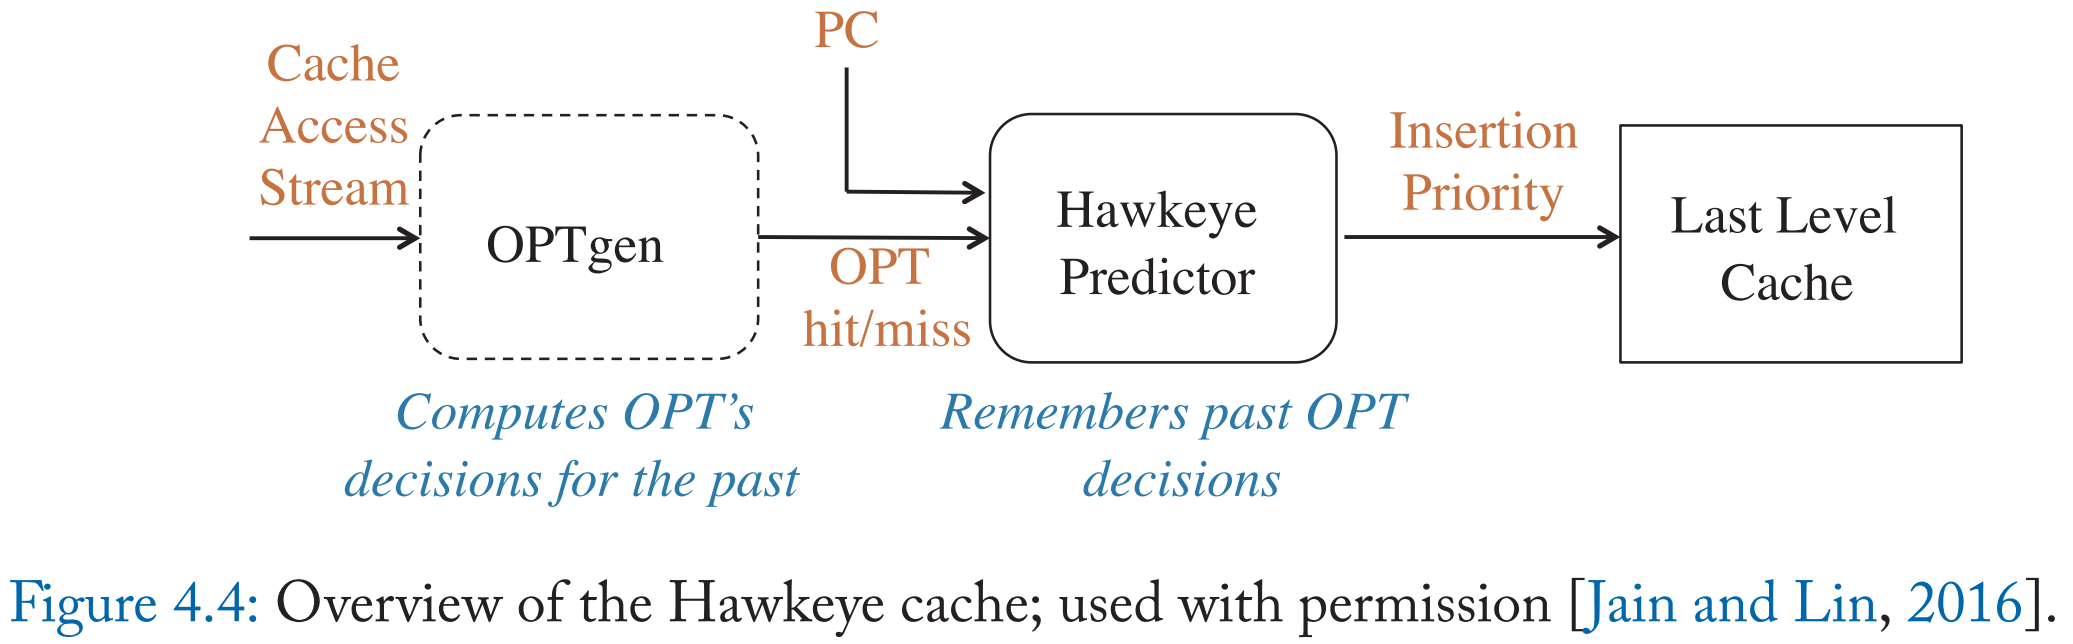 PC
Cache
Access
Stream
OPTgen
OPT
hit/miss
Hawkeye
Predictor
Insertion
Priority
Last Level
Cache
Computes OPT’s
decisions for the past
Remembers past OPT
decisions
Figure 4.4: Overview of the Hawkeye cache; used with permission [Jain and Lin, 2016].